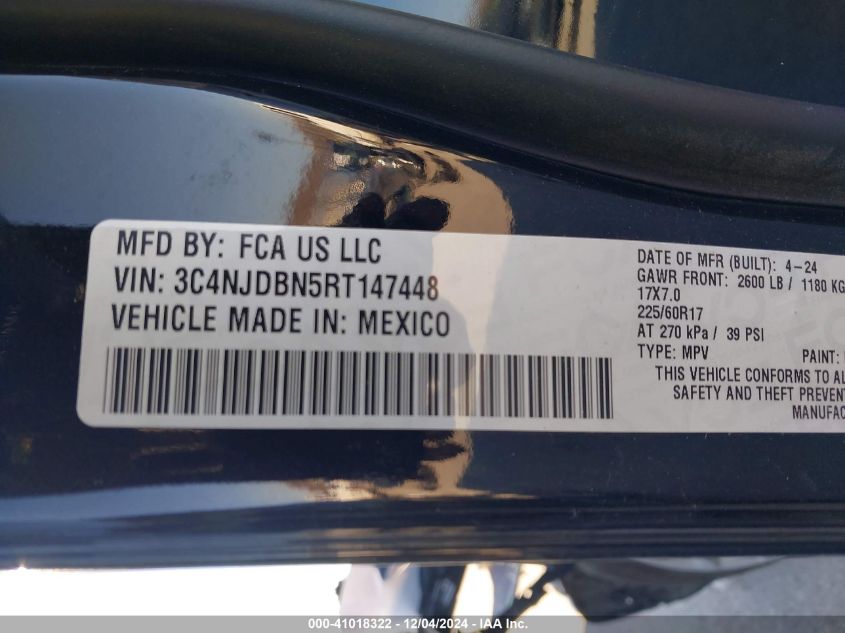 MFD BY: FCA US LLC
VIN: 3C4NJDBN5RT147448
VEHICLE MADE IN: MEXICO
DATE OF MFR (BUILT): 4-24
GAWR FRONT: 2600 LB / 1180 KG
17X7.0
225/60R17
AT 270 kPa / 39 PSI
TYPE: MPV PAINT:
THIS VEHICLE CONFORMS TO AL
SAFETY AND THEFT PREVEN
MANUFAC
000-41018322 - 12/04/2024 - IAA Inc.